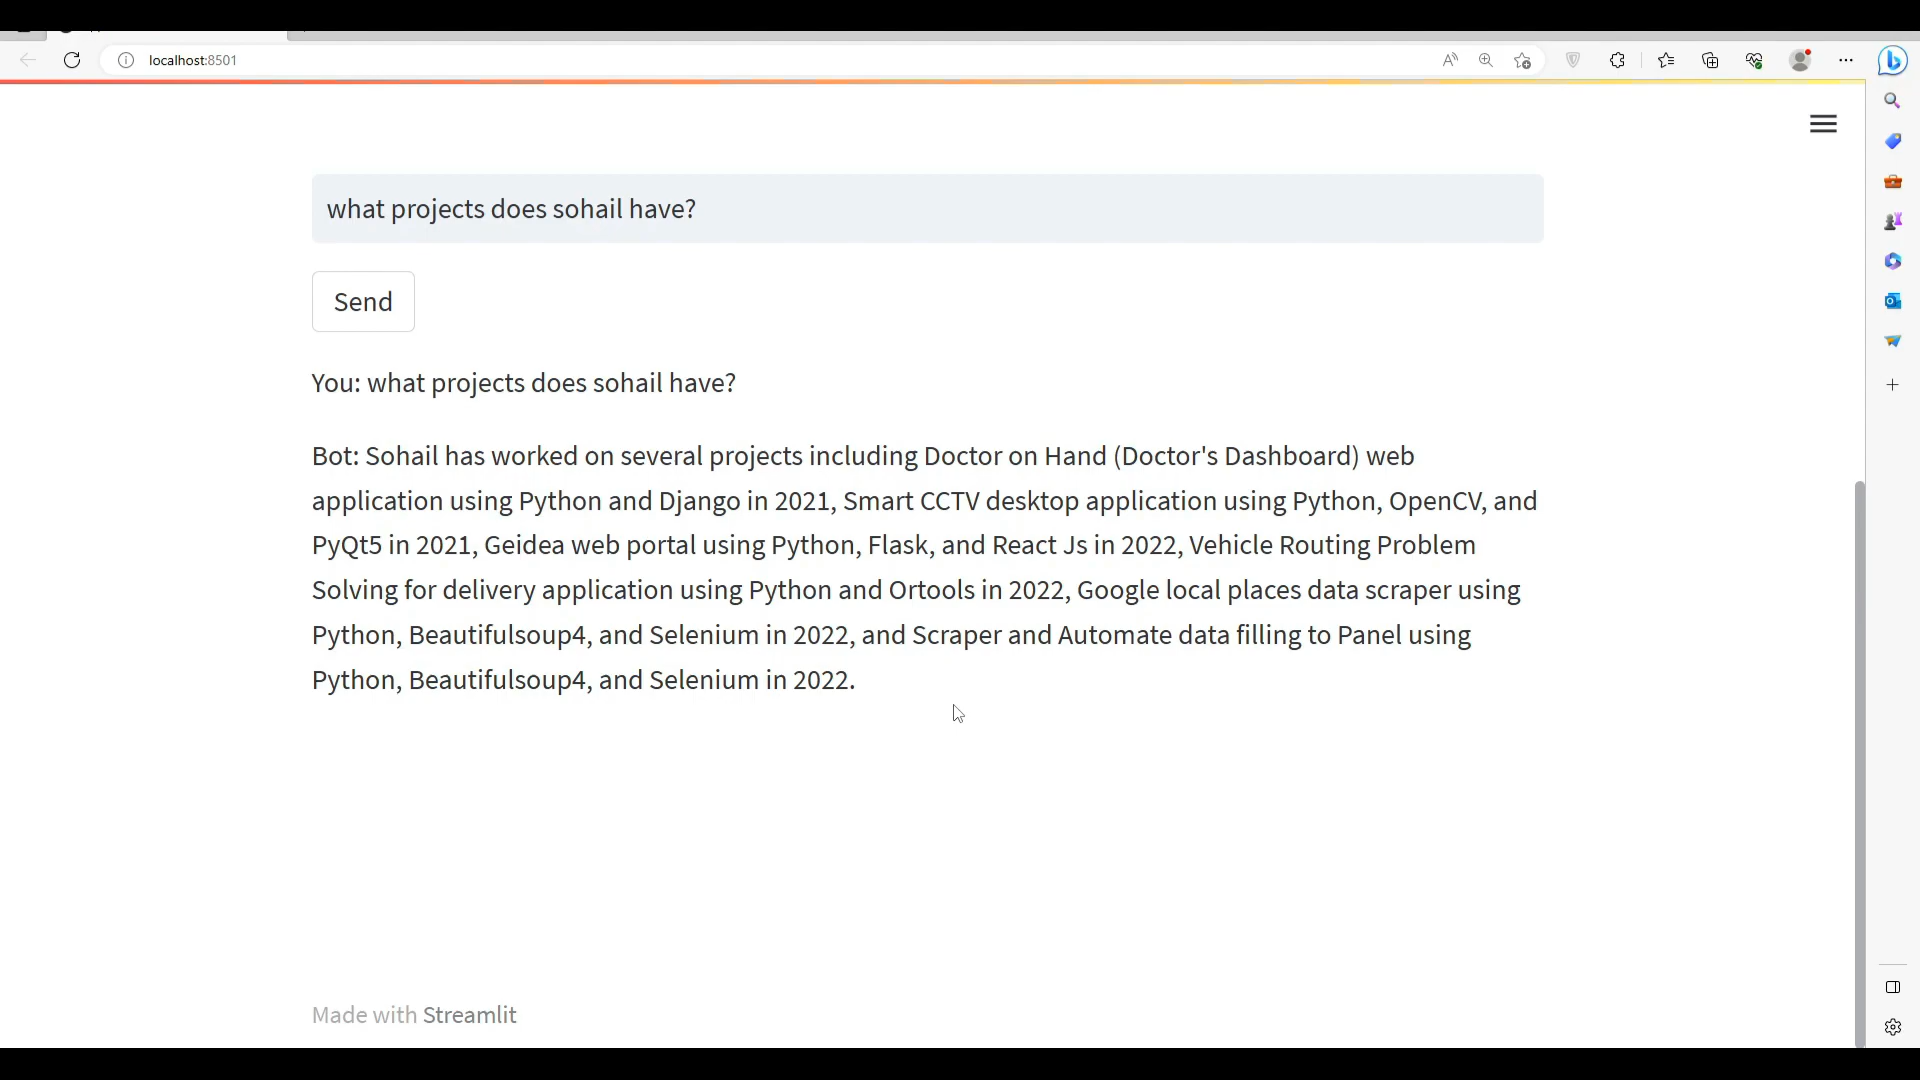 localhost:8501
what projects does sohail have?
Send
You: what projects does sohail have?
Bot: Sohail has worked on several projects including Doctor on Hand (Doctor's Dashboard) web
application using Python and Django in 2021, Smart CCTV desktop application using Python, OpenCV, and
PyQt5 in 2021, Geidea web portal using Python, Flask, and React Js in 2022, Vehicle Routing Problem
Solving for delivery application using Python and Ortools in 2022, Google local places data scraper using
Python, Beautifulsoup4, and Selenium in 2022, and Scraper and Automate data filling to Panel using
Python, Beautifulsoup4, and Selenium in 2022.
Made with Streamlit